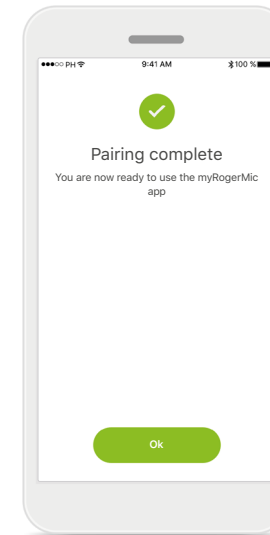 PH 9:41 AM 100 %
Pairing complete
You are now ready to use the myRogerMic
app
Ok